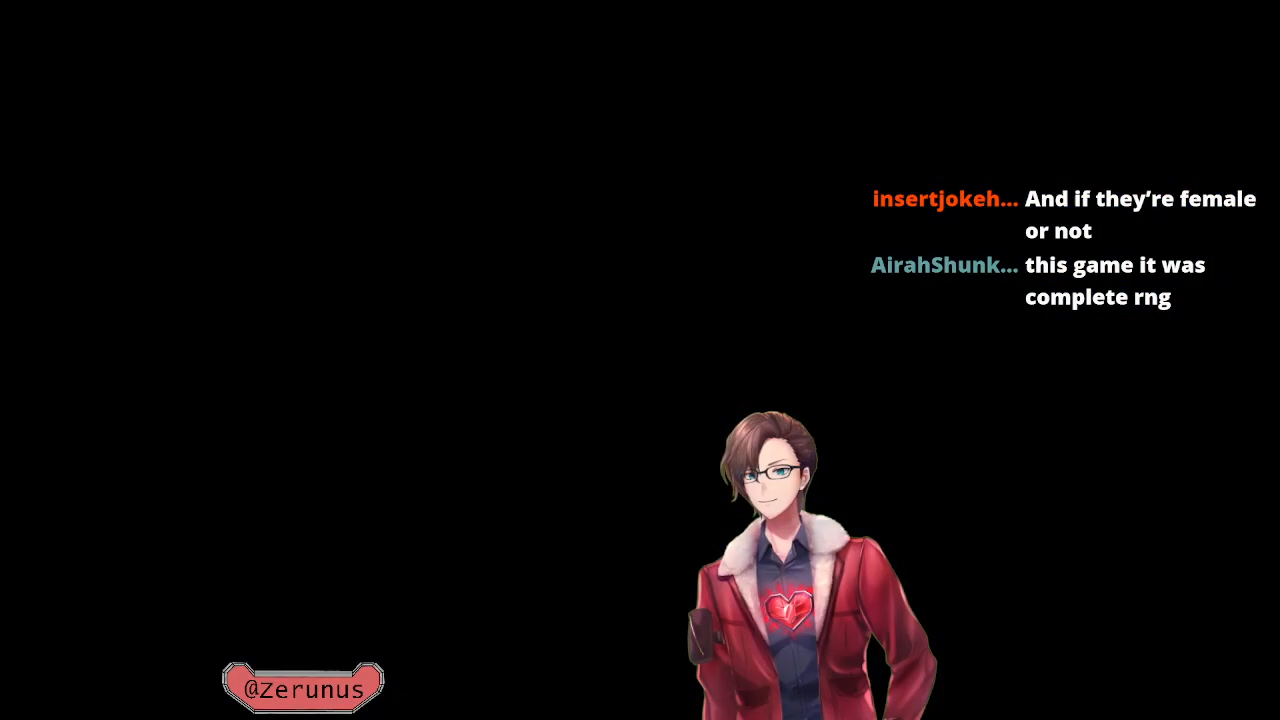 insertjokeh... And if they’re female
or not
AirahShunk... this game it was
complete rng
@Zerunus